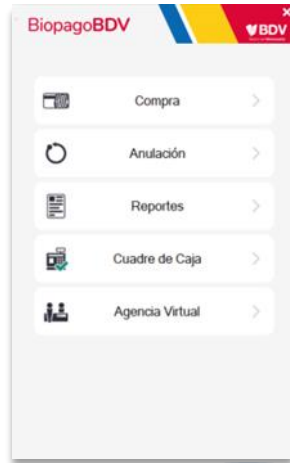 BiopagoBDV
BDV
Compra
Anulación
Reportes
Cuadre de Caja
Agencia Virtual